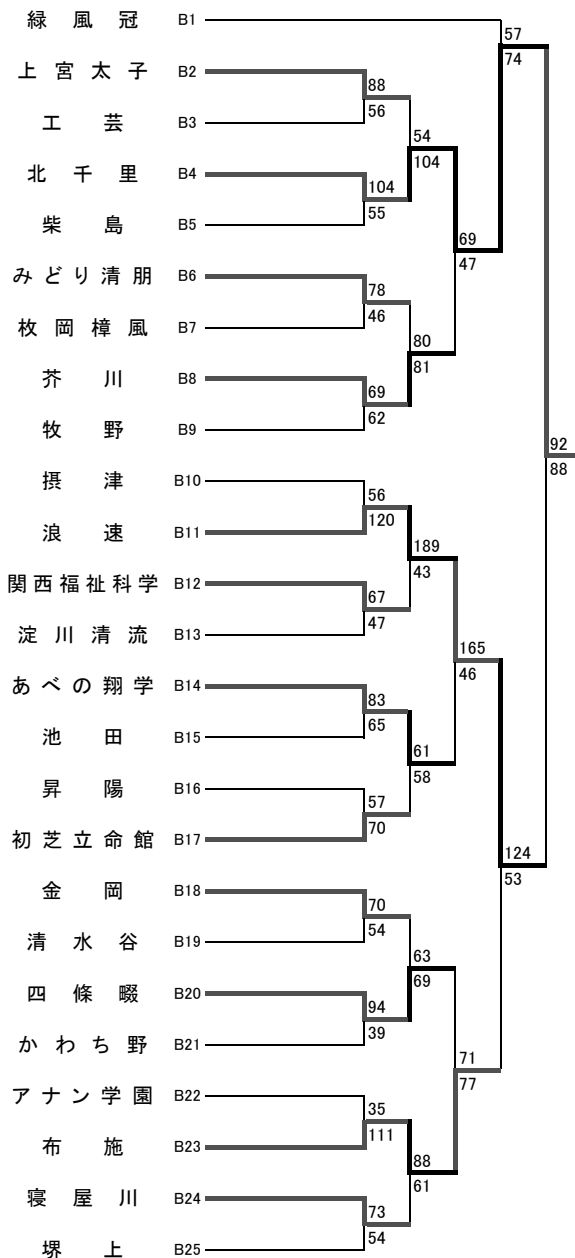 緑風冠 B1
57
上宮太子 B2
74
88
工芸 B3
56
54
北千里 B4
104
104
柴島 B5
55
69
47
みどり清朋 B6
78
枚岡樟風 B7
46
80
芥川 B8
81
69
牧野 B9
62
92
88
摂津 B10
56
浪速 B11
120
189
関西福祉科学 B12
43
67
淀川清流 B13
47
165
46
あべの翔学 B14
83
池田 B15
65
61
昇陽 B16
58
57
初芝立命館 B17
70
124
53
金岡 B18
70
清水谷 B19
54
63
四條畷 B20
69
94
かわち野 B21
39
71
77
アナン学園 B22
35
布施 B23
111
88
寝屋川 B24
61
73
堺上 B25
54